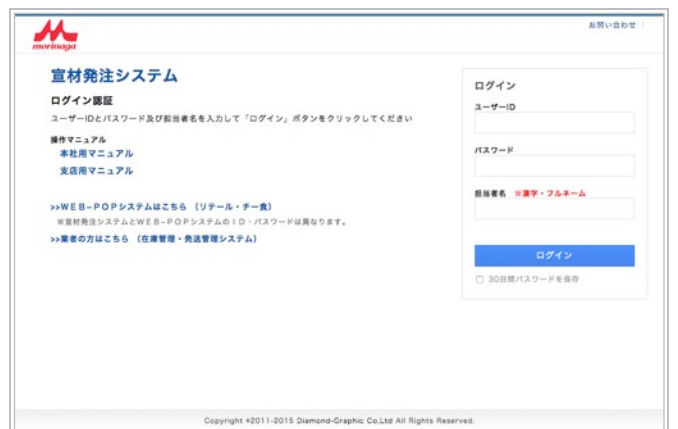 お問い合わせ
morinaga
宣材発注システム
ログイン認証
ユーザーIDとパスワード及び担当者名を入力して「ログイン」ボタンをクリックしてください
操作マニュアル
本社用マニュアル
支店用マニュアル
>>WEB-POPシステムはこちら （リテール・チー食）
※宣材発注システムとWEB-POPシステムのID・パスワードは異なります。
>>業者の方はこちら （在庫管理・発送管理システム）
ログイン
ユーザーID
パスワード
担当者名 ※漢字・フルネーム
ログイン
30日間パスワードを保存
Copyright ©2011-2015 Diamond-Graphic Co,Ltd All Rights Reserved.